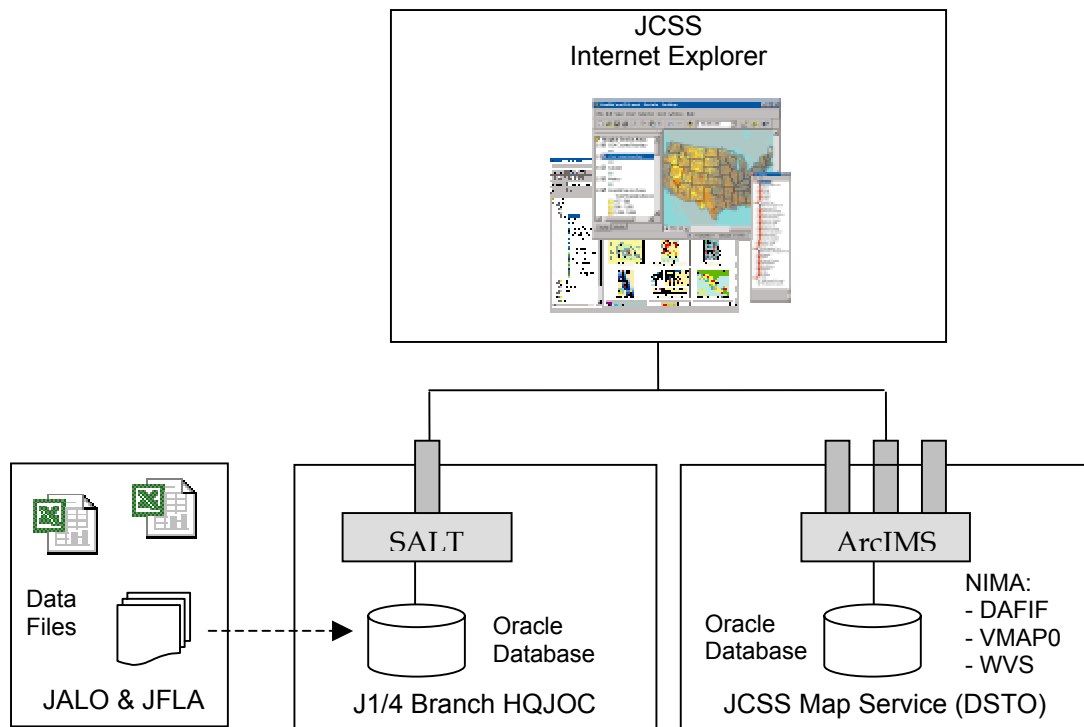 JCSS
Internet Explorer
SALT
ArcIMS
Data
Files
Oracle
Database
Oracle
Database
NIMA:
- DAFIF
- VMAP0
- WVS
JALO & JFLA
J1/4 Branch HQJOC
JCSS Map Service (DSTO)